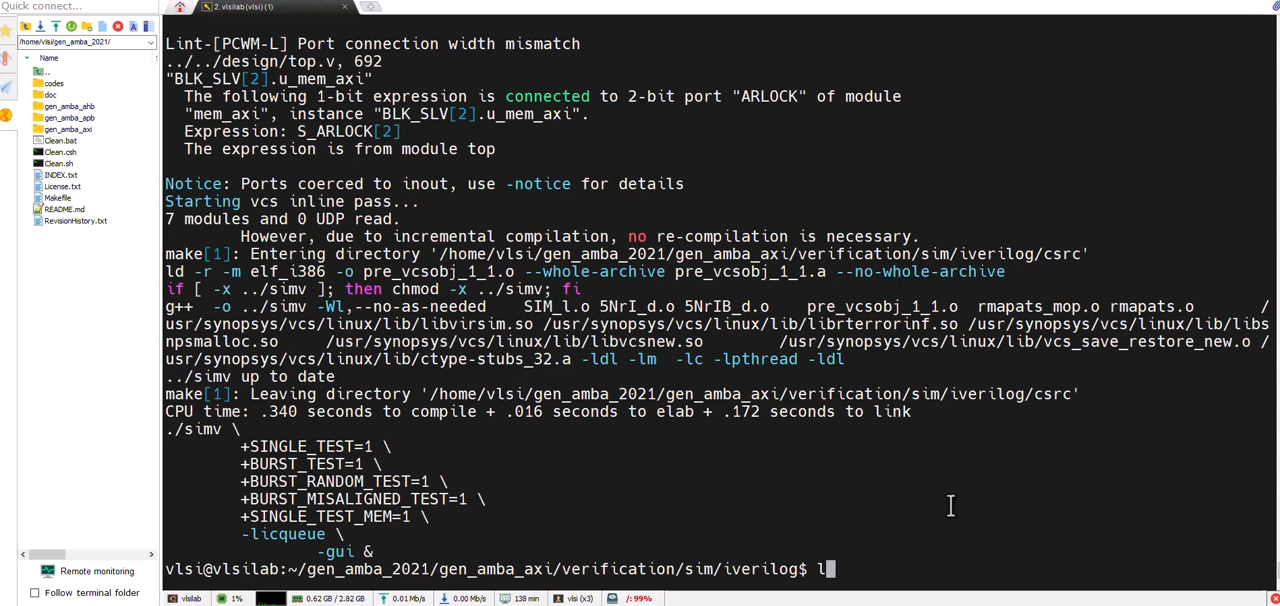 Quick connect...
2. vlsilab(vlsi) (1)
/home/vlsi/gen_amba_2021/
Name
..
codes
doc
gen_amba_ahb
gen_amba_apb
gen_amba_axi
Clean.bat
Clean.csh
Clean.sh
INDEX.txt
License.txt
Makefile
README.md
RevisionHistory.txt
Remote monitoring
Follow terminal folder
Lint-[PCWM-L] Port connection width mismatch
../../design/top.v, 692
"BLK_SLV[2].u_mem_axi"
The following 1-bit expression is connected to 2-bit port "ARLOCK" of module
"mem_axi", instance "BLK_SLV[2].u_mem_axi".
Expression: S_ARLOCK[2]
The expression is from module top
Notice: Ports coerced to inout, use -notice for details
Starting vcs inline pass...
7 modules and 0 UDP read.
However, due to incremental compilation, no re-compilation is necessary.
make[1]: Entering directory '/home/vlsi/gen_amba_2021/gen_amba_axi/verification/sim/iverilog/csrc'
ld -r -m elf_i386 -o pre_vcsobj_1_1.o --whole-archive pre_vcsobj_1_1.a --no-whole-archive
if [ -x ../simv ]; then chmod -x ../simv; fi
g++ -o ../simv -Wl,--no-as-needed SIM_l.o 5NrI_d.o 5NrIB_d.o pre_vcsobj_1_1.o rmapats_mop.o rmapats.o /
usr/synopsys/vcs/linux/lib/libvirsim.so /usr/synopsys/vcs/linux/lib/librterrorinf.so /usr/synopsys/vcs/linux/lib/libs
npsmalloc.so /usr/synopsys/vcs/linux/lib/libvcsnew.so /usr/synopsys/vcs/linux/lib/vcs_save_restore_new.o /
usr/synopsys/vcs/linux/lib/ctype-stubs_32.a -ldl -lm -lc -lpthread -ldl
../simv up to date
make[1]: Leaving directory '/home/vlsi/gen_amba_2021/gen_amba_axi/verification/sim/iverilog/csrc'
CPU time: .340 seconds to compile + .016 seconds to elab + .172 seconds to link
./simv \
+SINGLE_TEST=1 \
+BURST_TEST=1 \
+BURST_RANDOM_TEST=1 \
+BURST_MISALIGNED_TEST=1 \
+SINGLE_TEST_MEM=1 \
-licqueue \
-gui &
vlsi@vlsilab:~/gen_amba_2021/gen_amba_axi/verification/sim/iverilog$ l
vlsilab 1% 0.62 GB / 2.82 GB 0.01 Mb/s 0.00 Mb/s 138 min vlsi (x3) /: 99%